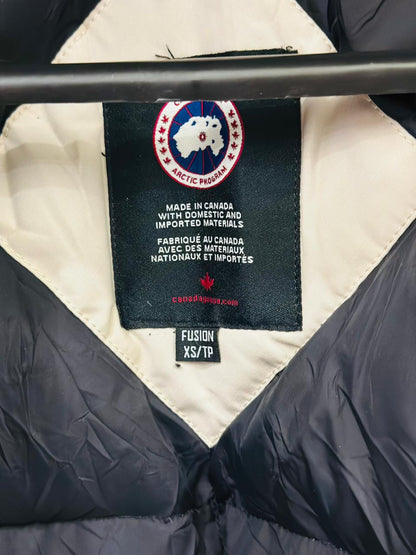 ARCTIC PROGRAM
MADE IN CANADA
WITH DOMESTIC AND
IMPORTED MATERIALS
FABRIQUÉ AU CANADA
AVEC DES MATERIAUX
NATIONAUX ET IMPORTÉS
canadagoose.com
FUSION
XS/TP